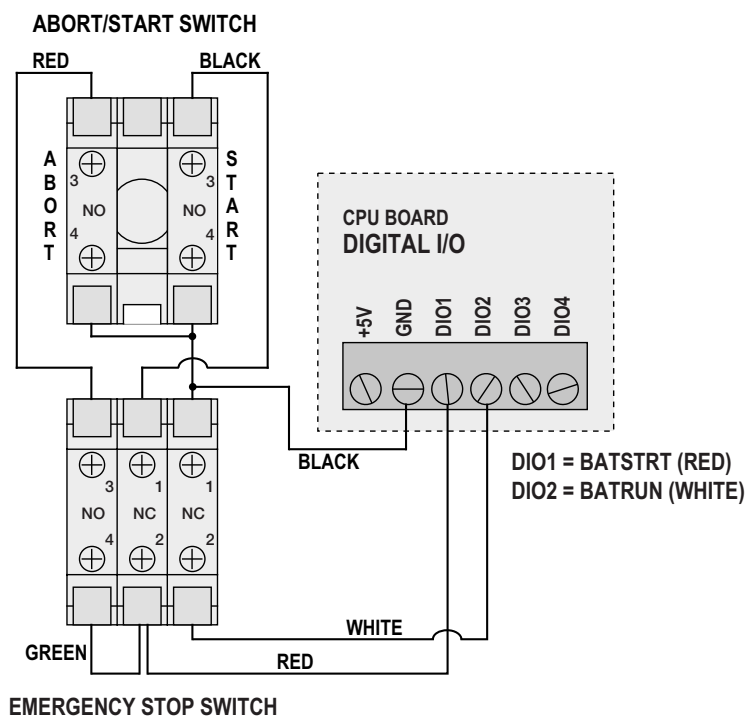 ABORT/START SWITCH
RED
BLACK
ABORT
START
3
3
NO
NO
4
4
CPU BOARD
DIGITAL I/O
+5V
GND
DIO1
DIO2
DIO3
DIO4
BLACK
DIO1 = BATSTRT (RED)
DIO2 = BATRUN (WHITE)
3
1
1
NO
NC
NC
4
2
2
WHITE
GREEN
RED
EMERGENCY STOP SWITCH